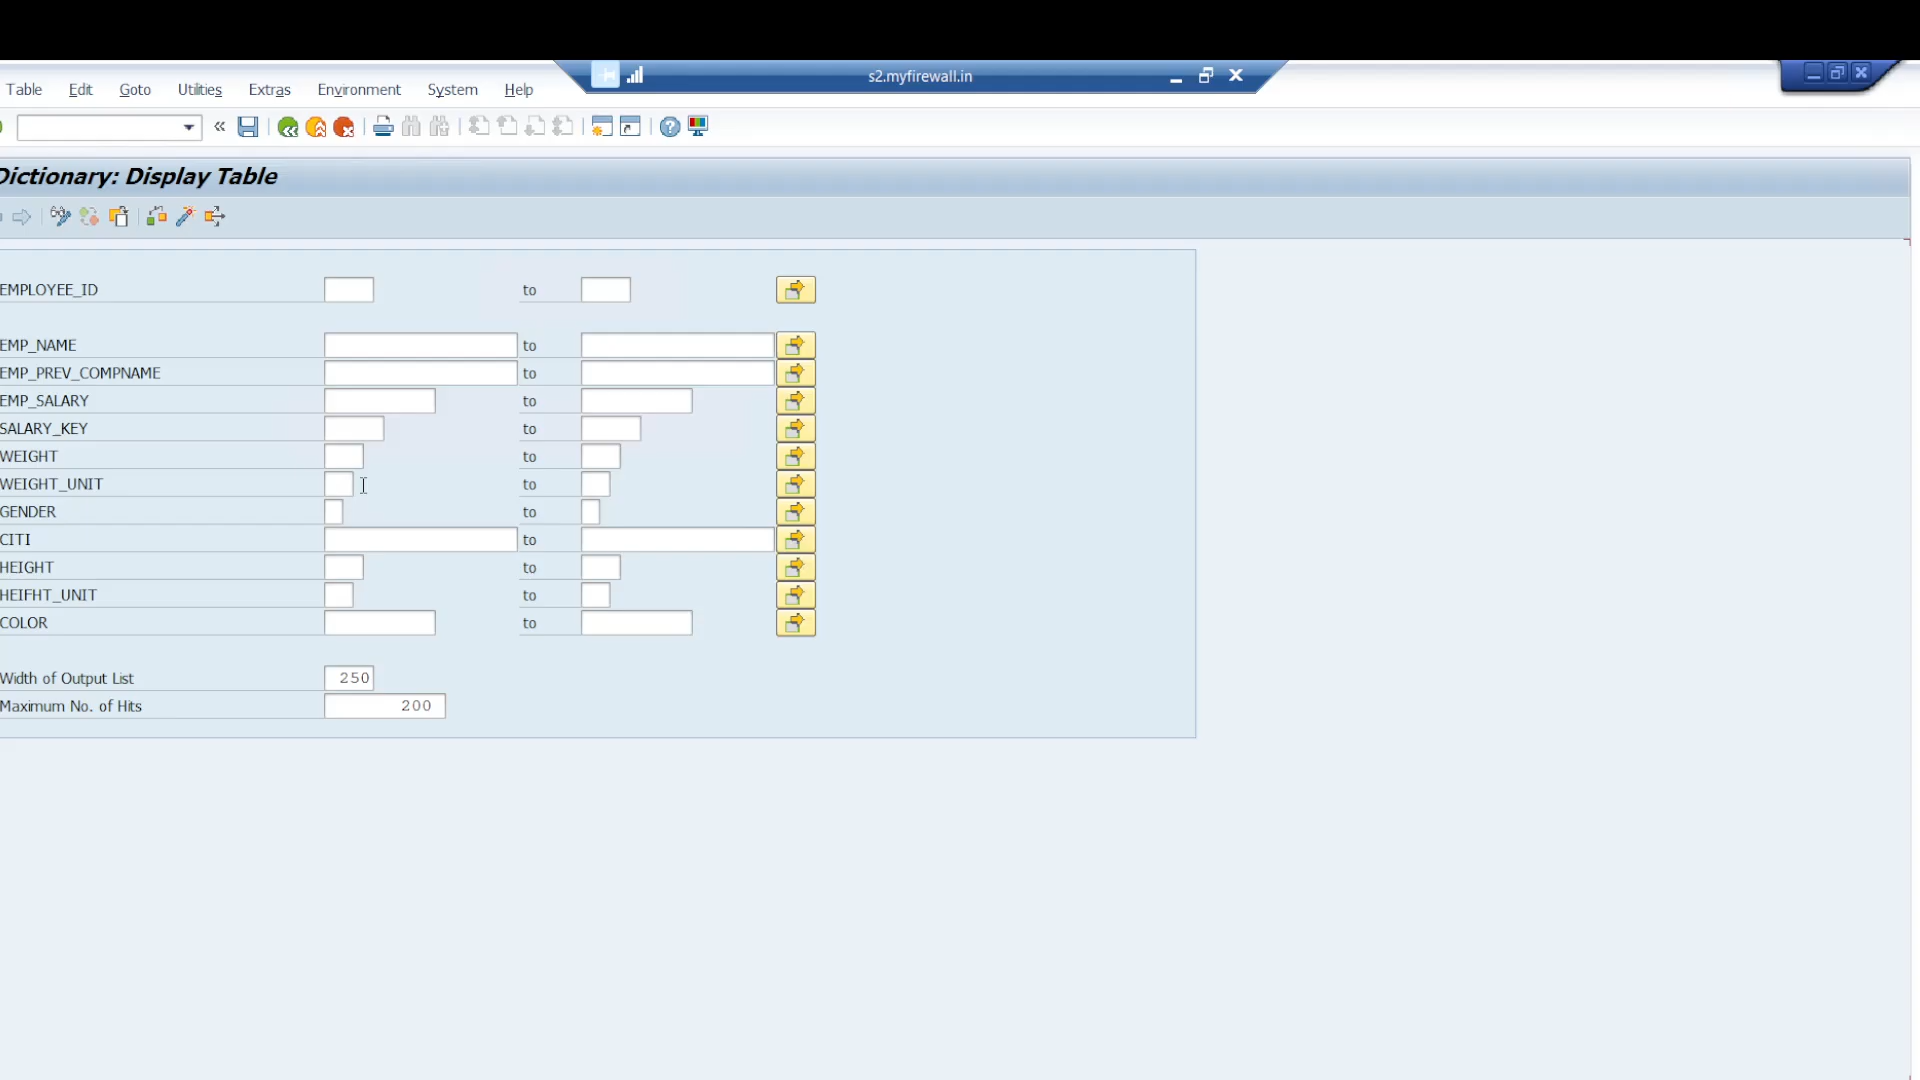 s2.myfirewall.in
Table Edit Goto Utilities Extras Environment System Help
Dictionary: Display Table
EMPLOYEE_ID to
EMP_NAME to
EMP_PREV_COMPNAME to
EMP_SALARY to
SALARY_KEY to
WEIGHT to
WEIGHT_UNIT to
GENDER to
CITI to
HEIGHT to
HEIFHT_UNIT to
COLOR to
Width of Output List 250
Maximum No. of Hits 200